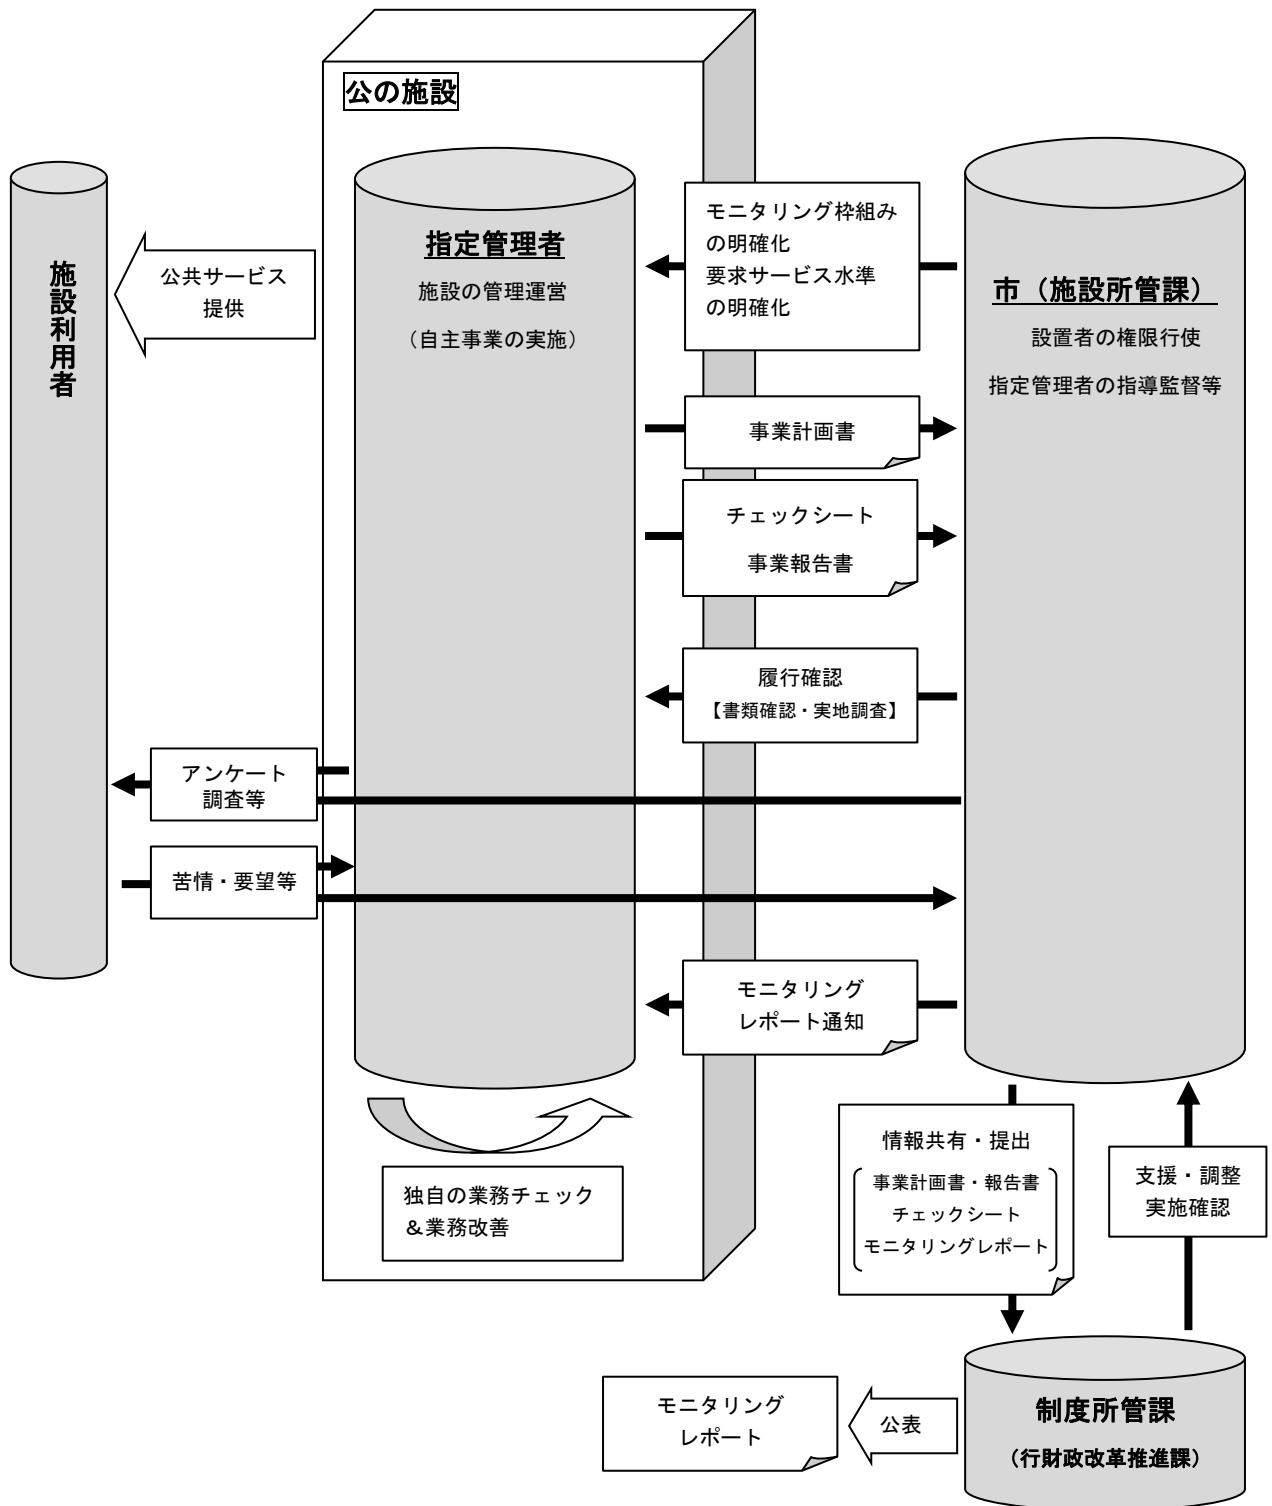 公の施設
施設利用者
公共サービス
提供
指定管理者
施設の管理運営
（自主事業の実施）
モニタリング枠組み
の明確化
要求サービス水準
の明確化
市（施設所管課）
設置者の権限行使
指定管理者の指導監督等
事業計画書
チェックシート
事業報告書
履行確認
【書類確認・実地調査】
アンケート
調査等
苦情・要望等
モニタリング
レポート通知
独自の業務チェック
＆業務改善
情報共有・提出
事業計画書・報告書
チェックシート
モニタリングレポート
支援・調整
実施確認
モニタリング
レポート
公表
制度所管課
（行財政改革推進課）